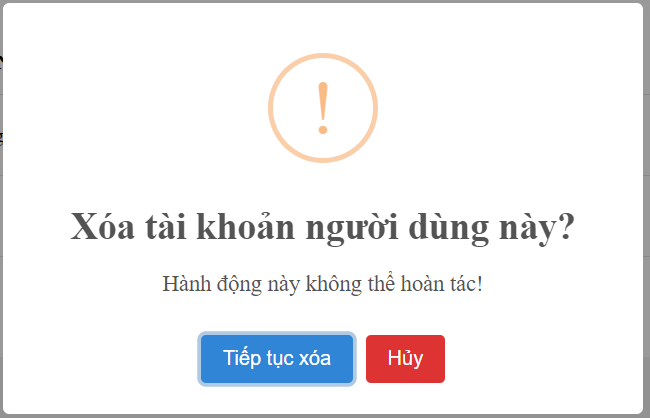 !
Xóa tài khoản người dùng này?
Hành động này không thể hoàn tác!
Tiếp tục xóa
Hủy